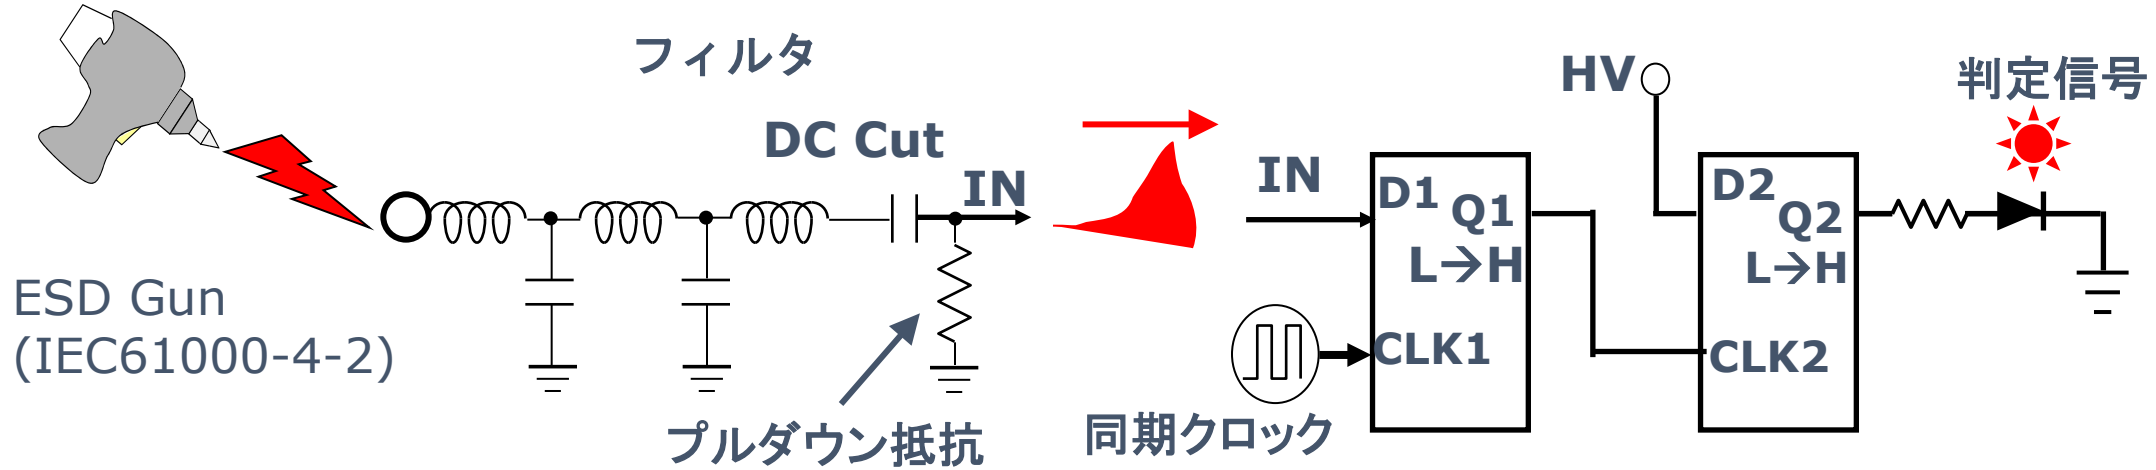 フィルタ
DC Cut
IN
ESD Gun
(IEC61000-4-2)
プルダウン抵抗
IN
同期クロック
D1
Q1
L→H
CLK1
HV
D2
Q2
L→H
CLK2
判定信号